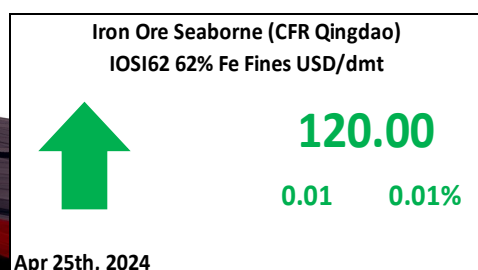 Iron Ore Seaborne (CFR Qingdao)
IOSI62 62% Fe Fines USD/dmt
120.00
0.01 0.01%
Apr 25th, 2024